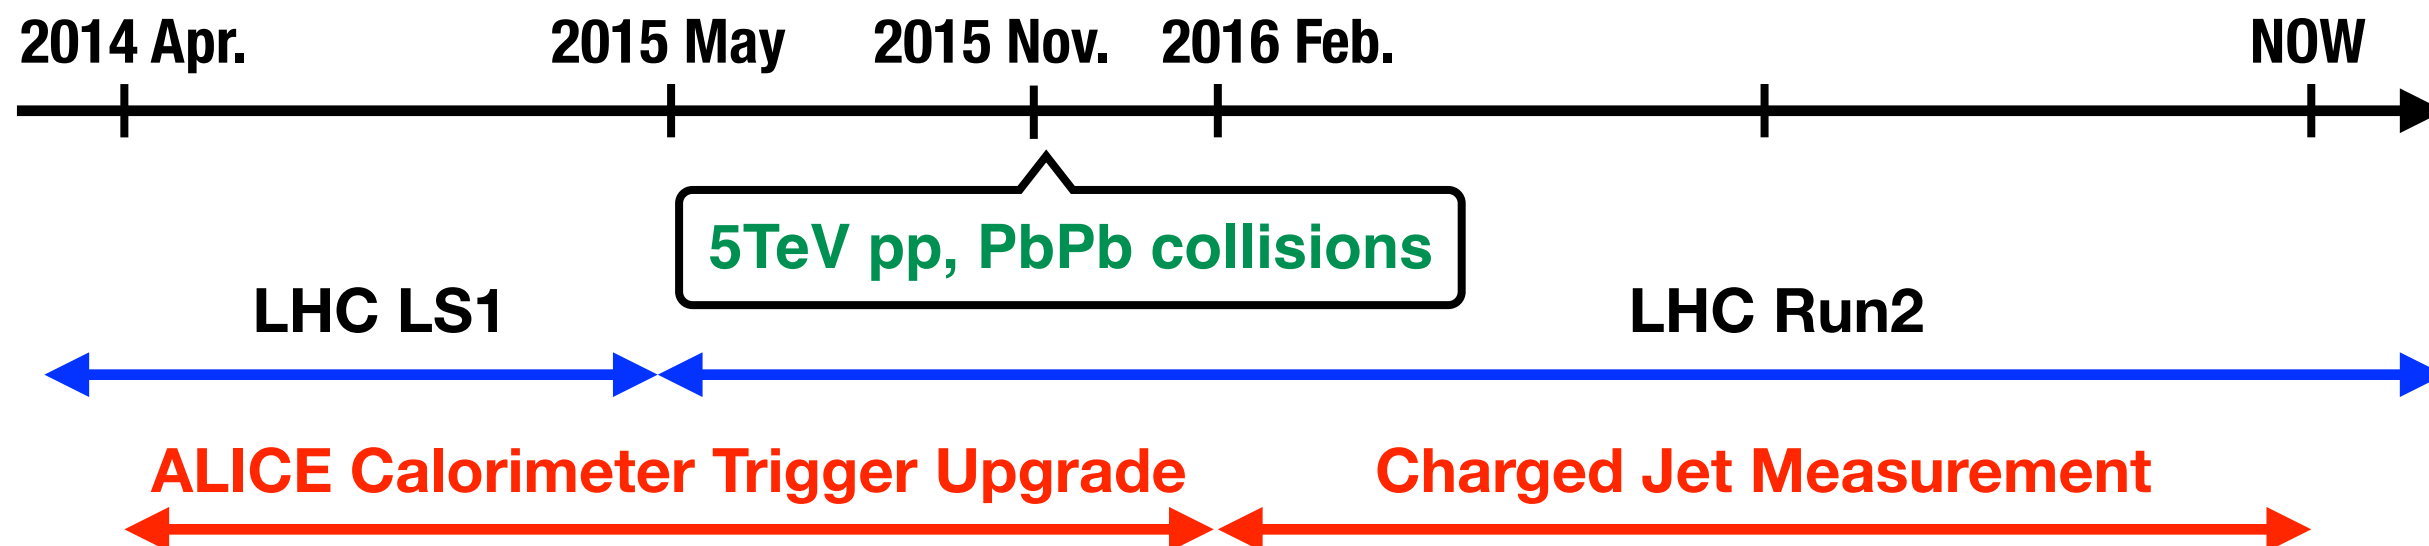 2014 Apr. 2015 May 2015 Nov. 2016 Feb. NOW
5TeV pp, PbPb collisions
LHC LS1 LHC Run2
ALICE Calorimeter Trigger Upgrade Charged Jet Measurement